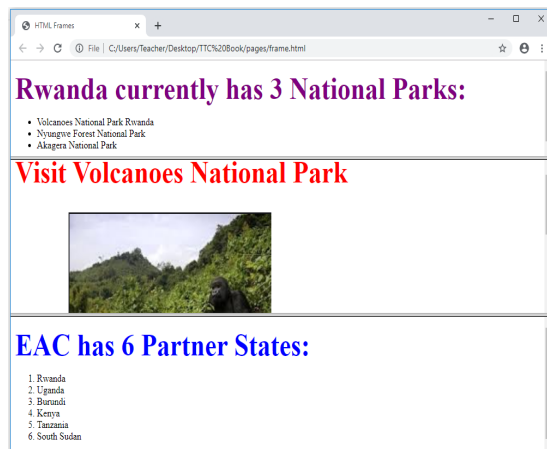 HTML Frames
File | C:/Users/Teacher/Desktop/TTC%20Book/pages/frame.html
Rwanda currently has 3 National Parks:
• Volcanoes National Park Rwanda
• Nyungwe Forest National Park
• Akagera National Park
Visit Volcanoes National Park
EAC has 6 Partner States:
1. Rwanda
2. Uganda
3. Burundi
4. Kenya
5. Tanzania
6. South Sudan